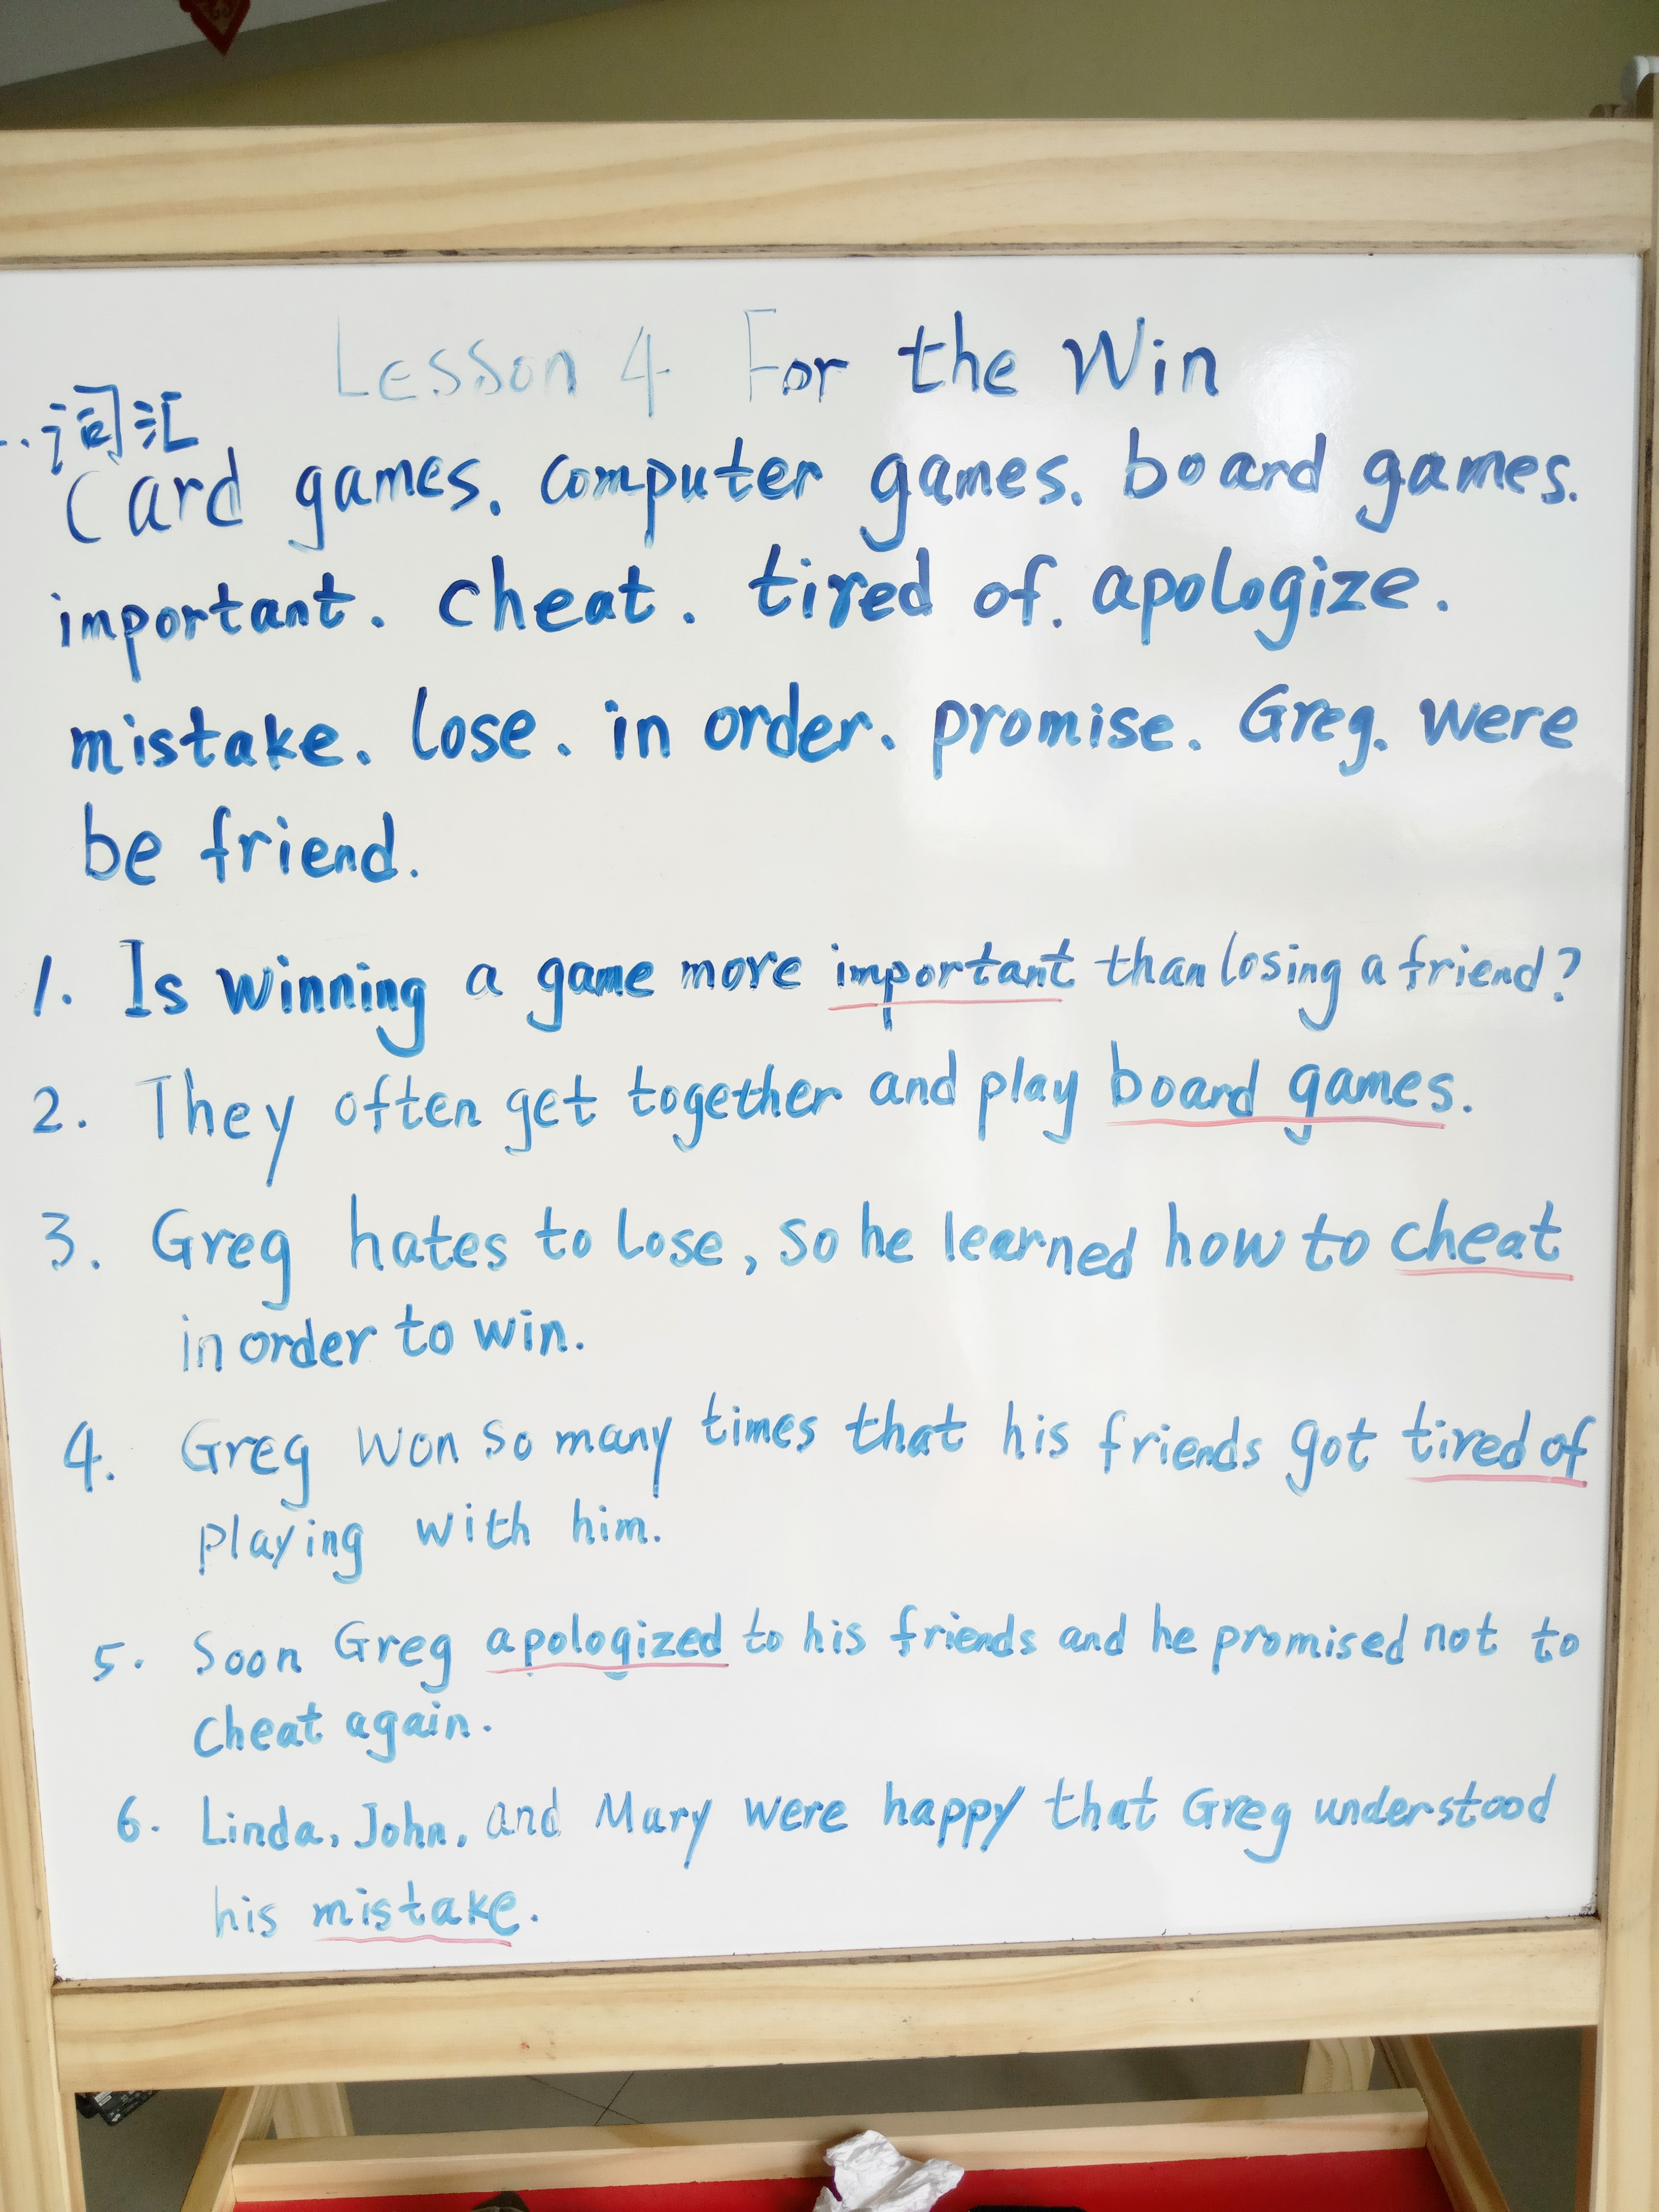 Lesson 4 For the Win
..词汇
Card games. computer games. board games.
important. cheat. tired of. apologize.
mistake. lose. in order. promise. Greg. were
be friend.
1. Is winning a game more important than losing a friend?
2. They often get together and play board games.
3. Greg hates to lose, so he learned how to cheat
in order to win.
4. Greg won so many times that his friends got tired of
playing with him.
5. Soon Greg apologized to his friends and he promised not to
cheat again.
6. Linda, John, and Mary were happy that Greg understood
his mistake.